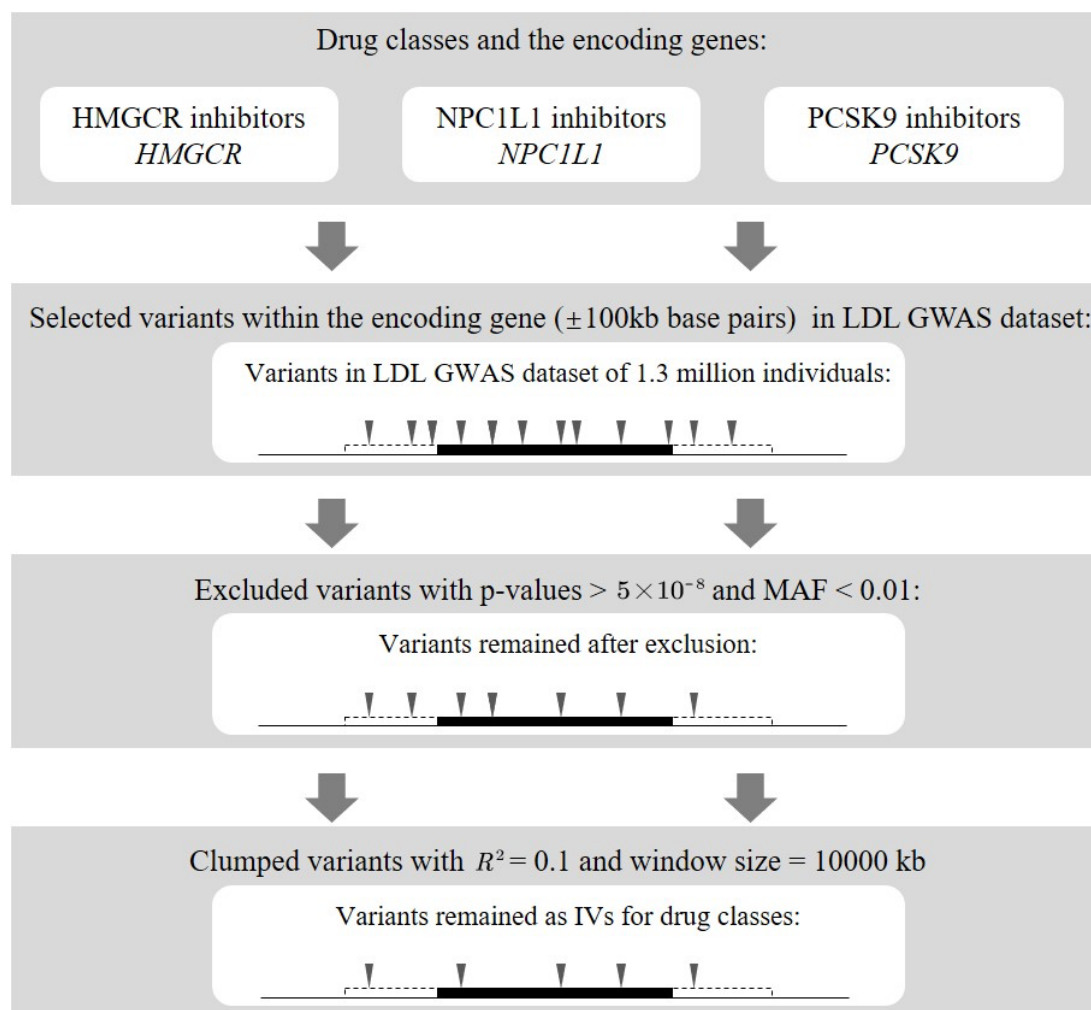 Drug classes and the encoding genes:
HMGCR inhibitors
HMGCR
NPC1L1 inhibitors
NPC1L1
PCSK9 inhibitors
PCSK9
Selected variants within the encoding gene (±100kb base pairs) in LDL GWAS dataset:
Variants in LDL GWAS dataset of 1.3 million individuals:
Excluded variants with p-values > 5×10⁻⁸ and MAF < 0.01:
Variants remained after exclusion:
Clumped variants with R² = 0.1 and window size = 10000 kb
Variants remained as IVs for drug classes: